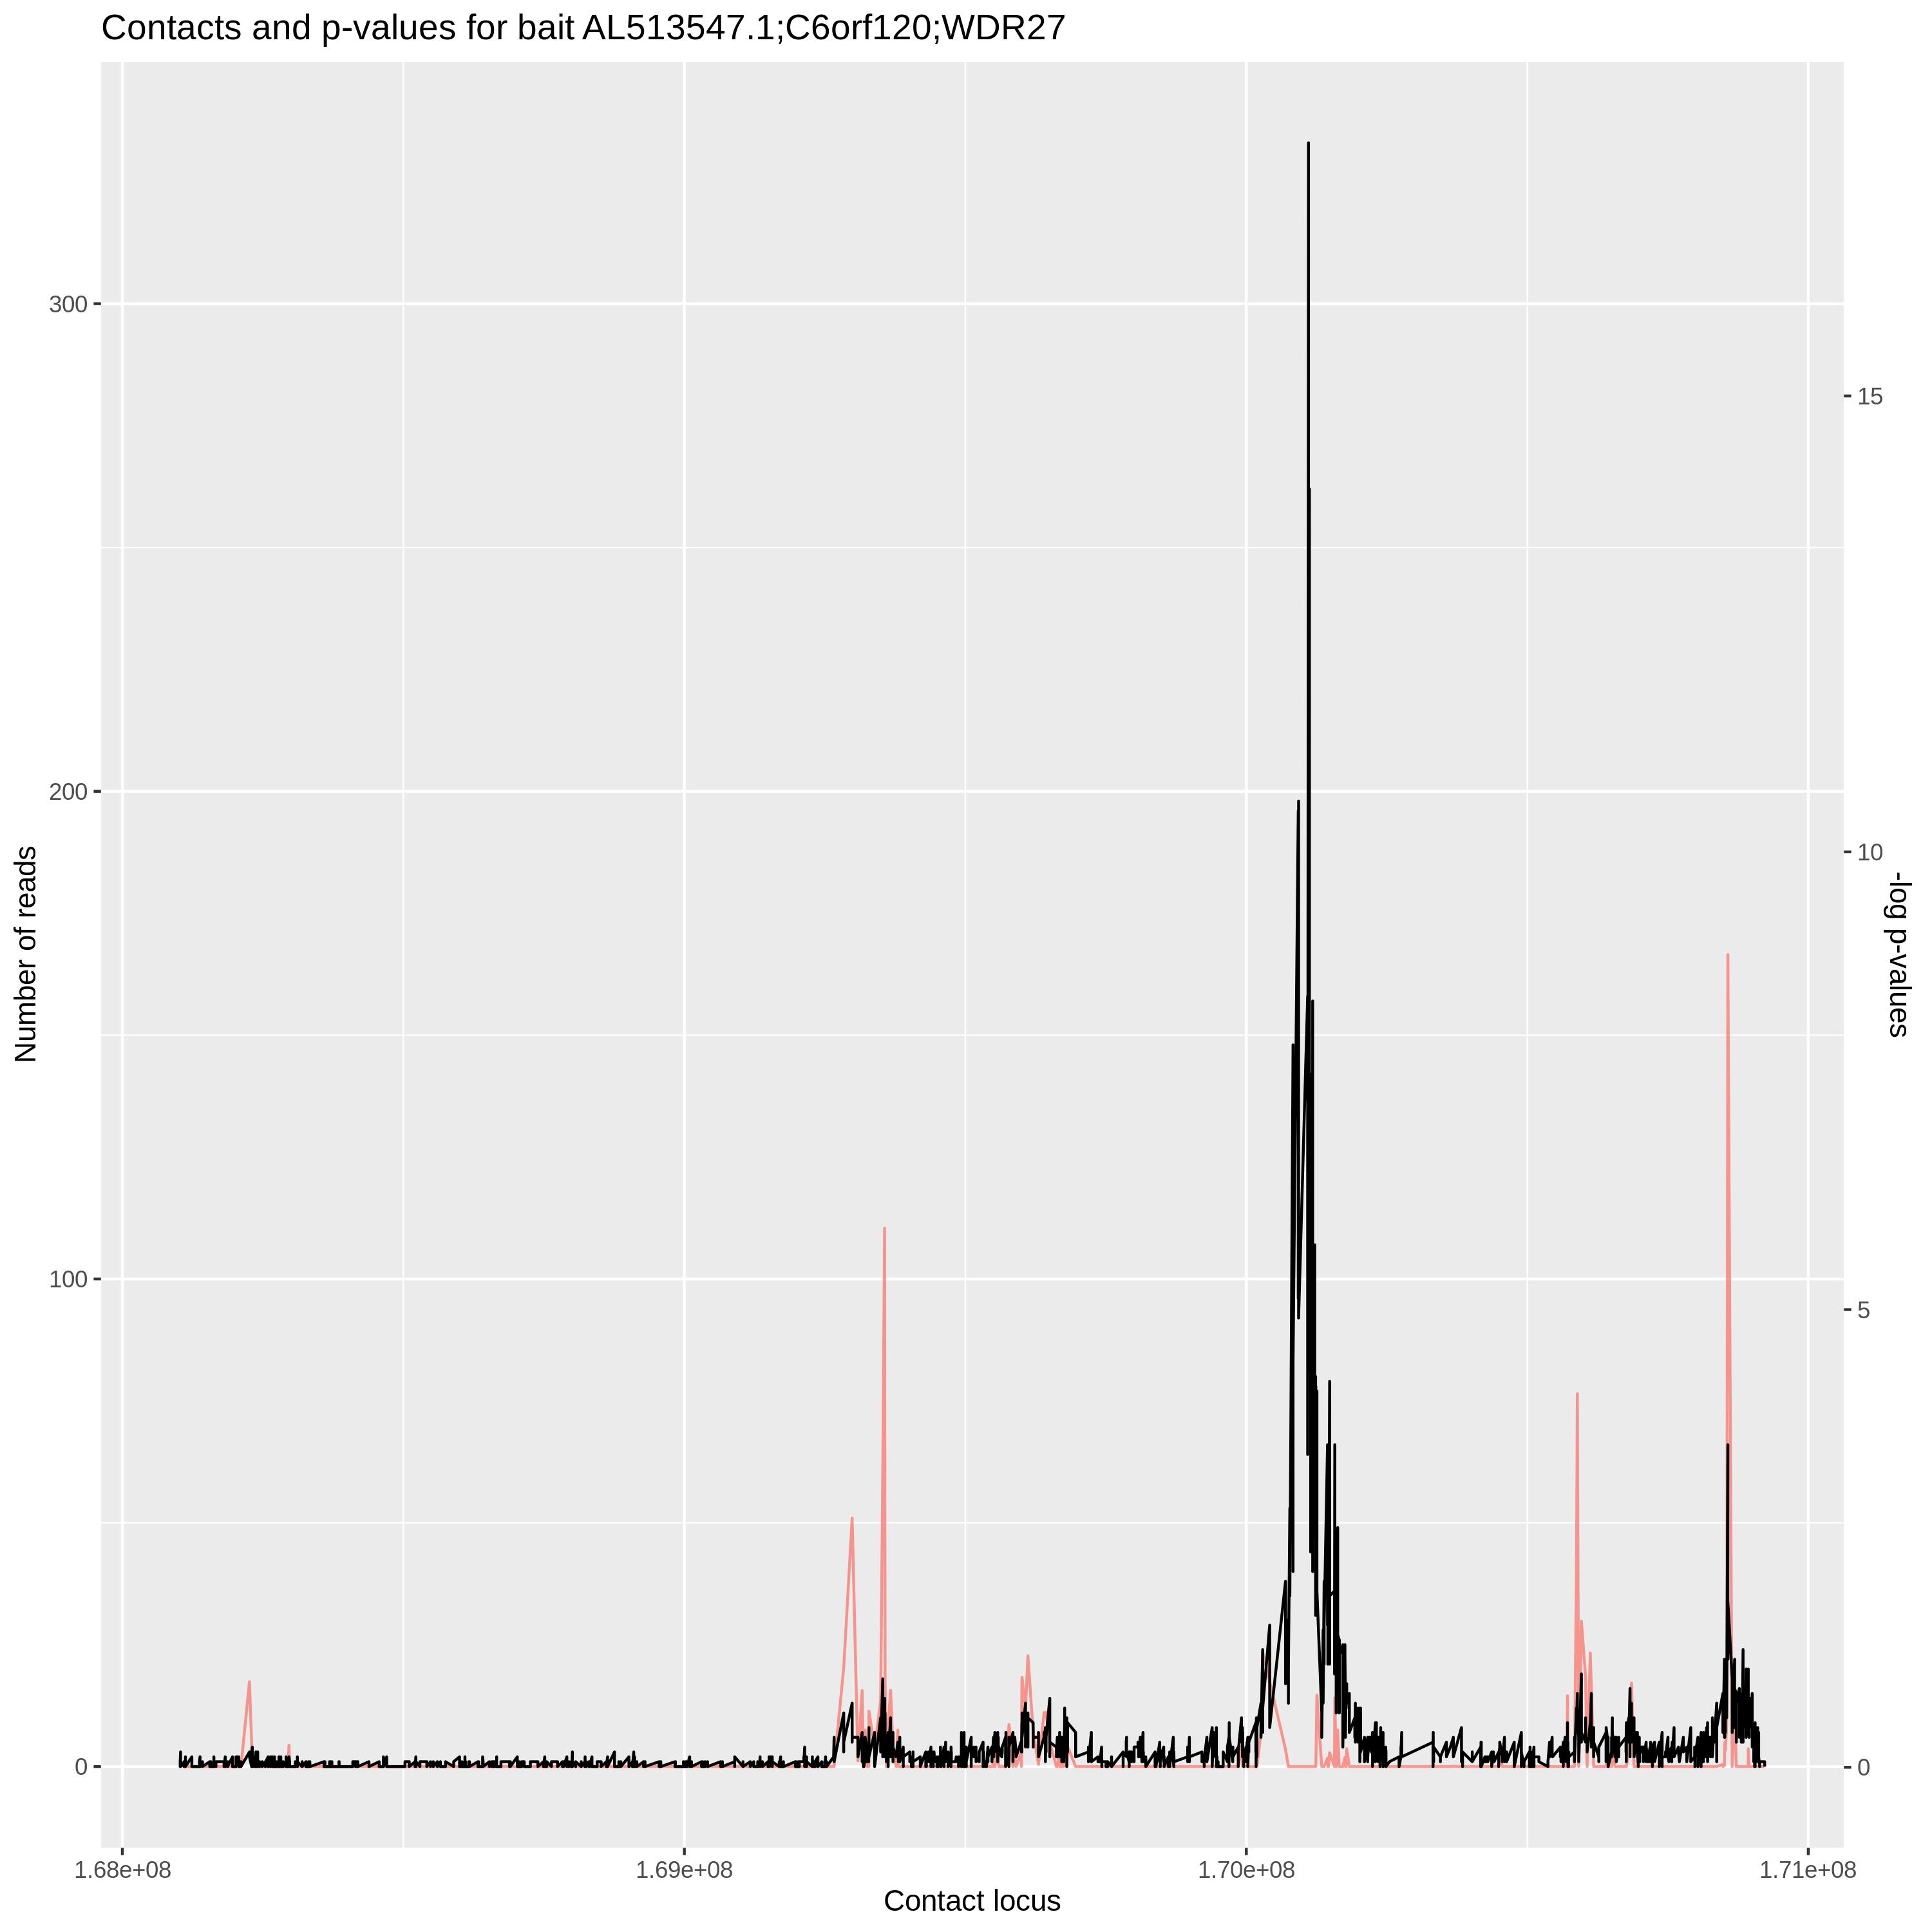 Contacts and p-values for bait AL513547.1;C6orf120;WDR27
300
200
100
0
Number of reads
15
10
5
0
-log p-values
1.68e+08
1.69e+08
1.70e+08
1.71e+08
Contact locus